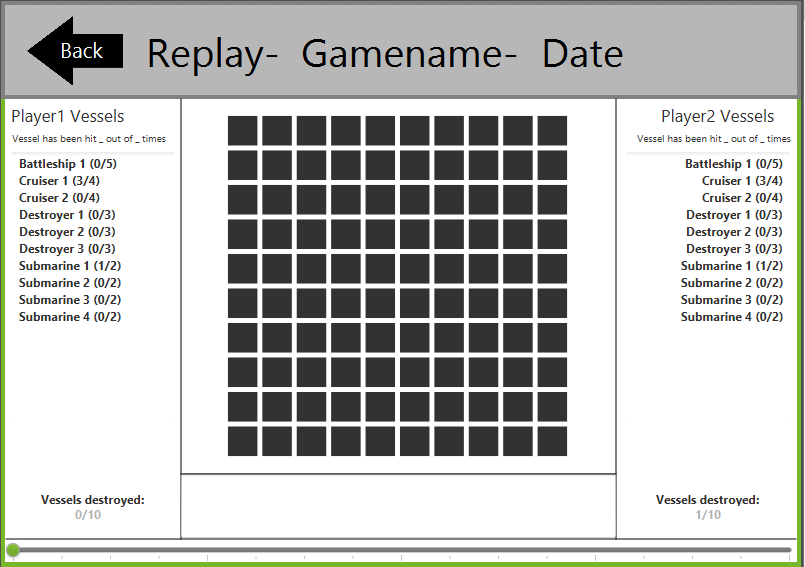 Back
Replay- Gamename- Date
Player1 Vessels
Vessel has been hit _ out of _ times
Battleship 1 (0/5)
Cruiser 1 (3/4)
Cruiser 2 (0/4)
Destroyer 1 (0/3)
Destroyer 2 (0/3)
Destroyer 3 (0/3)
Submarine 1 (1/2)
Submarine 2 (0/2)
Submarine 3 (0/2)
Submarine 4 (0/2)
Vessels destroyed:
0/10
Player2 Vessels
Vessel has been hit _ out of _ times
Battleship 1 (0/5)
Cruiser 1 (3/4)
Cruiser 2 (0/4)
Destroyer 1 (0/3)
Destroyer 2 (0/3)
Destroyer 3 (0/3)
Submarine 1 (1/2)
Submarine 2 (0/2)
Submarine 3 (0/2)
Submarine 4 (0/2)
Vessels destroyed:
1/10